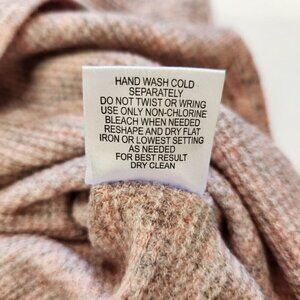 HAND WASH COLD
SEPARATELY
DO NOT TWIST OR WRING
USE ONLY NON-CHLORINE
BLEACH WHEN NEEDED
RESHAPE AND DRY FLAT
IRON OR LOWEST SETTING
AS NEEDED
FOR BEST RESULT
DRY CLEAN